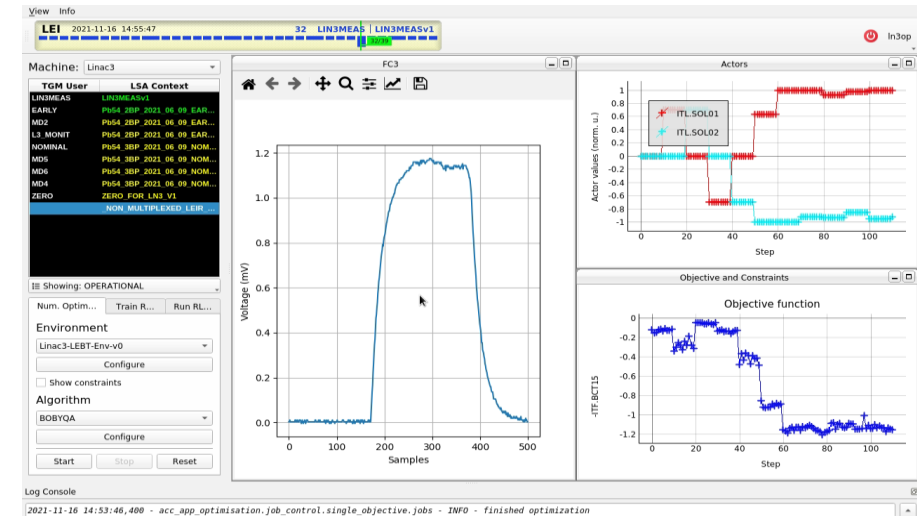 View Info
LEI 2021-11-16 14:55:47 32 LIN3MEAS | LIN3MEASv1
32/39
ln3op
Machine: Linac3
TGM User LSA Context
LIN3MEAS LIN3MEASv1
EARLY Pb54_2BP_2021_06_09_EAR...
MD2 Pb54_2BP_2021_06_09_EAR...
L3_MONIT Pb54_2BP_2021_06_09_EAR...
NOMINAL Pb54_3BP_2021_06_09_NOM...
MD5 Pb54_3BP_2021_06_09_NOM...
MD6 Pb54_3BP_2021_06_09_NOM...
MD4 Pb54_3BP_2021_06_09_NOM...
ZERO ZERO_FOR_LN3_V1
_NON_MULTIPLEXED_LEIR_...
Showing: OPERATIONAL
Num. Optim... Train R... Run RL...
Environment
Linac3-LEBT-Env-v0
Configure
Show constraints
Algorithm
BOBYQA
Configure
Start Stop Reset
FC3
Voltage (mV)
1.2
1.0
0.8
0.6
0.4
0.2
0.0
0 100 200 300 400 500
Samples
Actors
Actor values (norm. u.)
1
0.8
0.6
0.4
0.2
0
-0.2
-0.4
-0.6
-0.8
-1
ITL.SOL01
ITL.SOL02
0 20 40 60 80 100
Step
Objective and Constraints
Objective function
-ITF.BCT15
0
-0.2
-0.4
-0.6
-0.8
-1
-1.2
0 20 40 60 80 100
Step
Log Console
2021-11-16 14:53:46,400 - acc_app_optimisation.job_control.single_objective.jobs - INFO - finished optimization